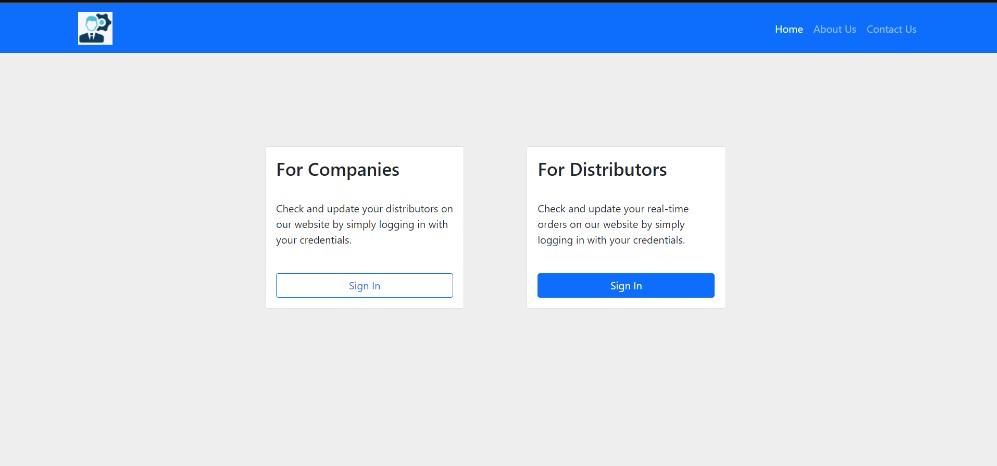 Home About Us Contact Us
For Companies
Check and update your distributors on
our website by simply logging in with
your credentials.
Sign In
For Distributors
Check and update your real-time
orders on our website by simply
logging in with your credentials.
Sign In